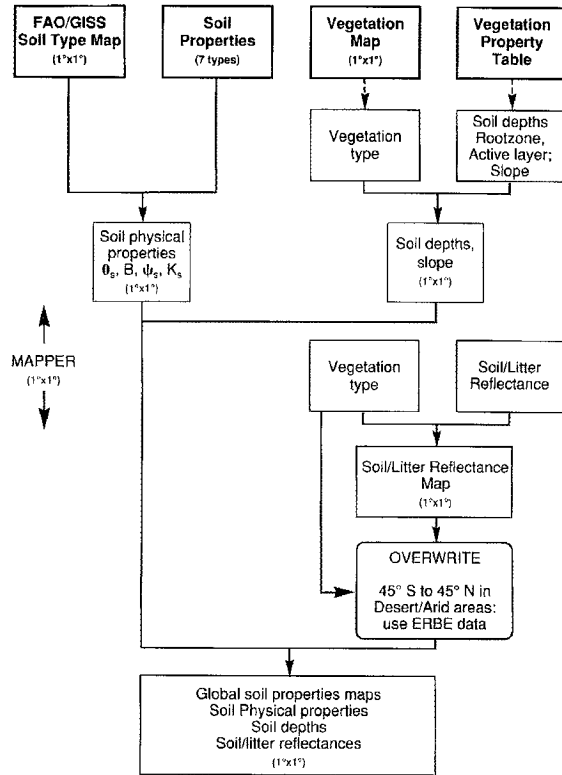 FAO/GISS
Soil Type Map
(1°x1°)
Soil
Properties
(7 types)
Vegetation
Map
(1°x1°)
Vegetation
Property
Table
Vegetation
type
Soil depths
Rootzone,
Active layer;
Slope
Soil physical
properties
θs, B, ψs, Ks
(1°x1°)
Soil depths,
slope
(1°x1°)
MAPPER
(1°x1°)
Vegetation
type
Soil/Litter
Reflectance
Soil/Litter Reflectance
Map
(1°x1°)
OVERWRITE
45° S to 45° N in
Desert/Arid areas:
use ERBE data
Global soil properties maps
Soil Physical properties
Soil depths
Soil/litter reflectances
(1°x1°)